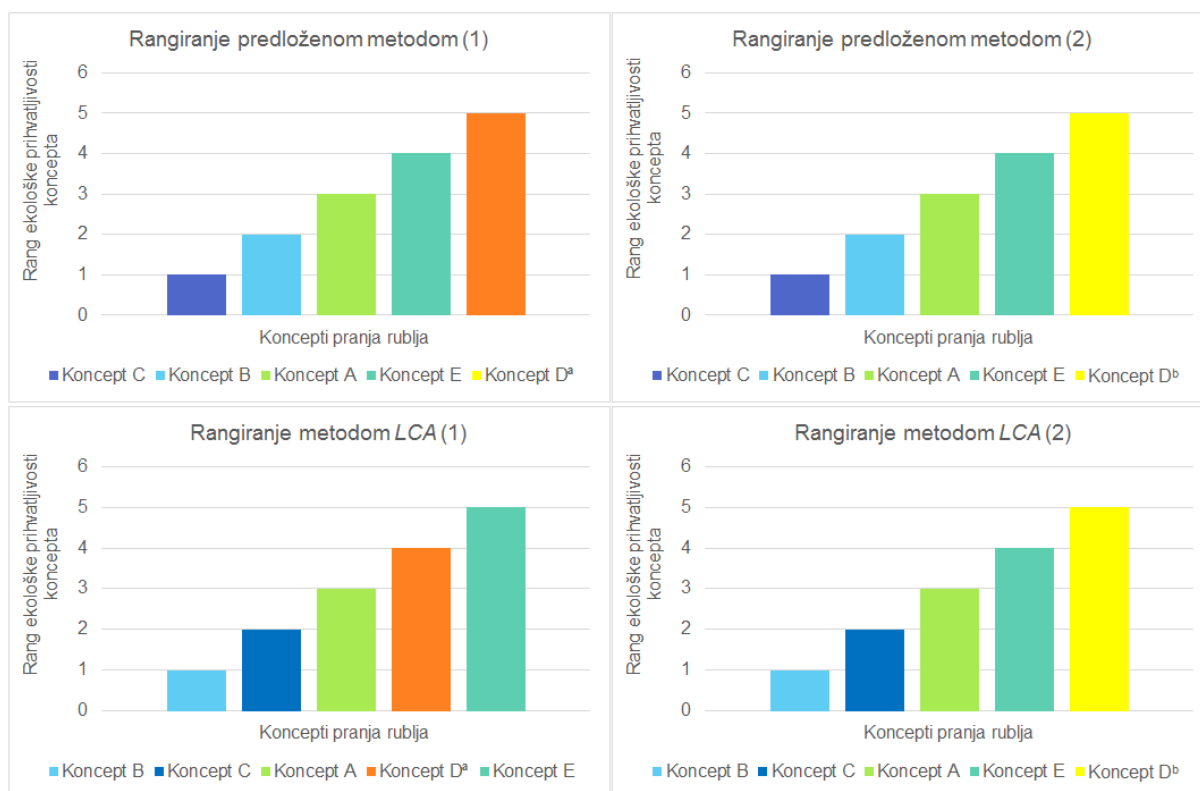 Rangiranje predloženom metodom (1)
Rang ekološke prihvatljivosti
koncepta
6
5
4
3
2
1
0
Koncepti pranja rublja
Koncept C Koncept B Koncept A Koncept E Koncept Dª
Rangiranje predloženom metodom (2)
Rang ekološke prihvatljivosti
koncepta
6
5
4
3
2
1
0
Koncepti pranja rublja
Koncept C Koncept B Koncept A Koncept E Koncept Dᵇ
Rangiranje metodom LCA (1)
Rang ekološke prihvatljivosti
koncepta
6
5
4
3
2
1
0
Koncepti pranja rublja
Koncept B Koncept C Koncept A Koncept Dª Koncept E
Rangiranje metodom LCA (2)
Rang ekološke prihvatljivosti
koncepta
6
5
4
3
2
1
0
Koncepti pranja rublja
Koncept B Koncept C Koncept A Koncept E Koncept Dᵇ